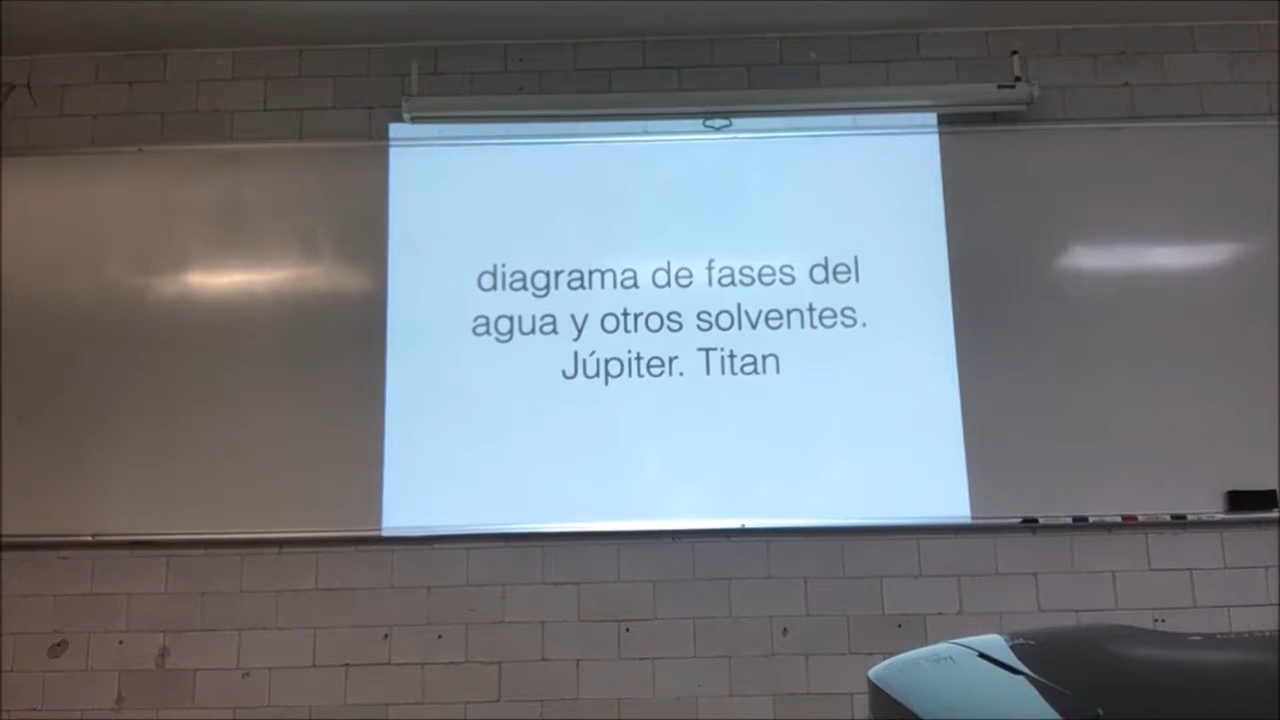 diagrama de fases del
agua y otros solventes.
Júpiter. Titan